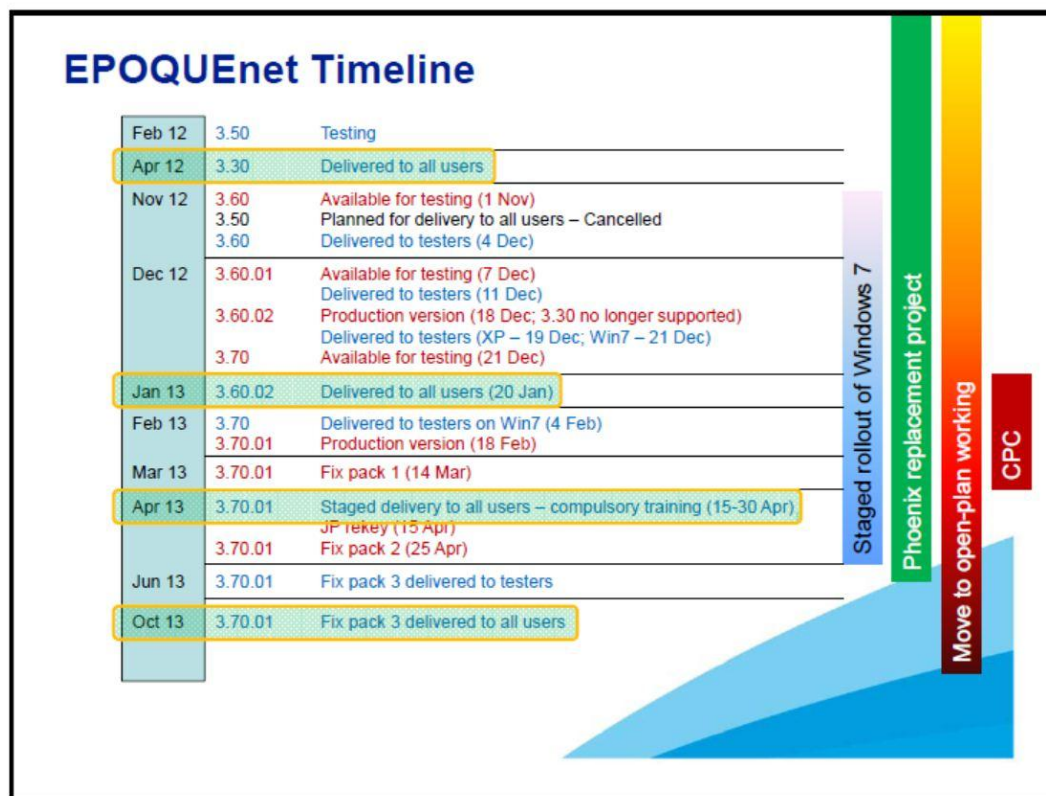 EPOQUEnet Timeline
Feb 12 3.50 Testing
Apr 12 3.30 Delivered to all users
Nov 12 3.60 Available for testing (1 Nov)
3.50 Planned for delivery to all users – Cancelled
3.60 Delivered to testers (4 Dec)
Dec 12 3.60.01 Available for testing (7 Dec)
Delivered to testers (11 Dec)
3.60.02 Production version (18 Dec; 3.30 no longer supported)
Delivered to testers (XP – 19 Dec; Win7 – 21 Dec)
3.70 Available for testing (21 Dec)
Jan 13 3.60.02 Delivered to all users (20 Jan)
Feb 13 3.70 Delivered to testers on Win7 (4 Feb)
3.70.01 Production version (18 Feb)
Mar 13 3.70.01 Fix pack 1 (14 Mar)
Apr 13 3.70.01 Staged delivery to all users – compulsory training (15-30 Apr)
JP rekey (15 Apr)
3.70.01 Fix pack 2 (25 Apr)
Jun 13 3.70.01 Fix pack 3 delivered to testers
Oct 13 3.70.01 Fix pack 3 delivered to all users
Staged rollout of Windows 7
Phoenix replacement project
Move to open-plan working
CPC